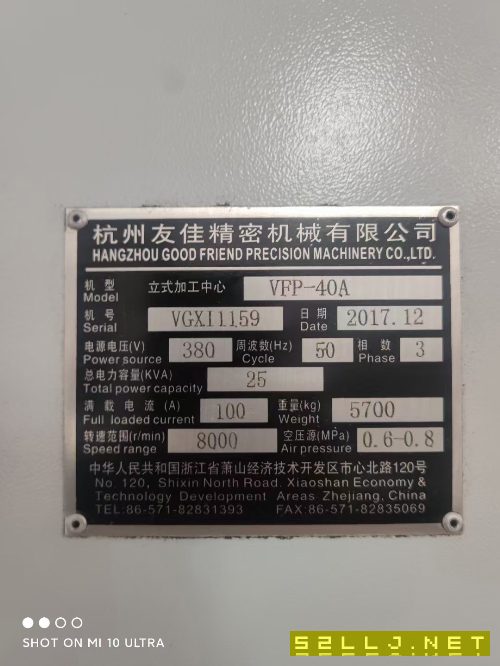 杭州友佳精密机械有限公司
HANGZHOU GOOD FRIEND PRECISION MACHINERY CO.,LTD.
机型 Model 立式加工中心 VFP-40A
机号 Serial VGX11159 日期 Date 2017.12
电源电压(V) Power source 380 周波数(Hz) Cycle 50 相数 Phase 3
总电力容量(KVA) Total power capacity 25
满载电流(A) Full loaded current 100 重量(kg) Weight 5700
转速范围(r/min) Speed range 8000 空压源(MPa) Air pressure 0.6-0.8
中华人民共和国浙江省萧山经济技术开发区市心北路120号
No. 120, Shixin North Road. Xiaoshan Economy &
Technology Development Areas Zhejiang, China
TEL:86-571-82831393 FAX:86-571-82835069
SHOT ON MI 10 ULTRA
52LLJ.NET